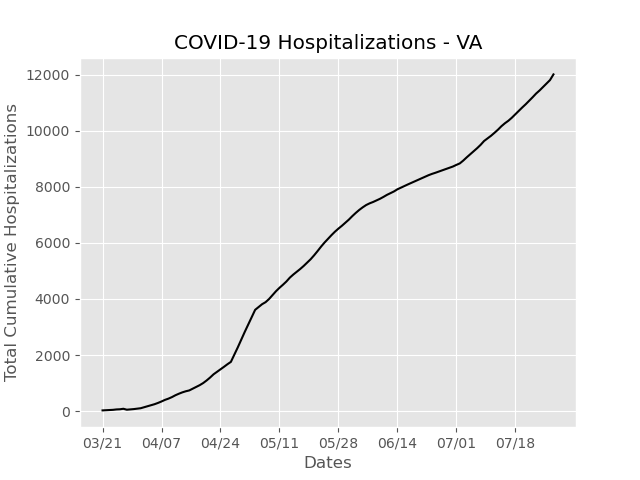 COVID-19 Hospitalizations - VA
Total Cumulative Hospitalizations
12000
10000
8000
6000
4000
2000
0
03/21 04/07 04/24 05/11 05/28 06/14 07/01 07/18
Dates